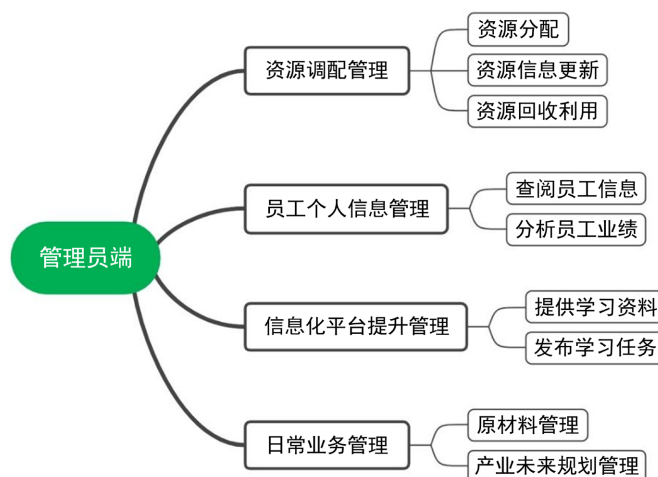 管理员端
资源调配管理
资源分配
资源信息更新
资源回收利用
员工个人信息管理
查阅员工信息
分析员工业绩
信息化平台提升管理
提供学习资料
发布学习任务
日常业务管理
原材料管理
产业未来规划管理